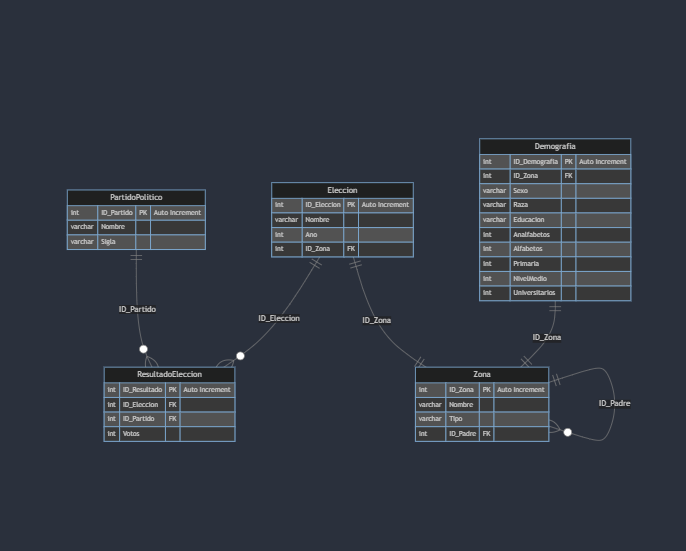 PartidoPolitico
Int ID_Partido PK Auto Increment
varchar Nombre
varchar Sigla
Eleccion
Int ID_Eleccion PK Auto Increment
varchar Nombre
Int Ano
Int ID_Zona FK
Demografia
Int ID_Demografia PK Auto Increment
Int ID_Zona FK
varchar Sexo
varchar Raza
varchar Educacion
Int Analfabetos
Int Alfabetos
Int Primaria
Int NivelMedio
Int Universitarios
ID_Partido
ID_Eleccion
ID_Zona
ID_Zona
ResultadoEleccion
Int ID_Resultado PK Auto Increment
Int ID_Eleccion FK
Int ID_Partido FK
Int Votos
Zona
Int ID_Zona PK Auto Increment
varchar Nombre
varchar Tipo
Int ID_Padre FK
ID_Padre